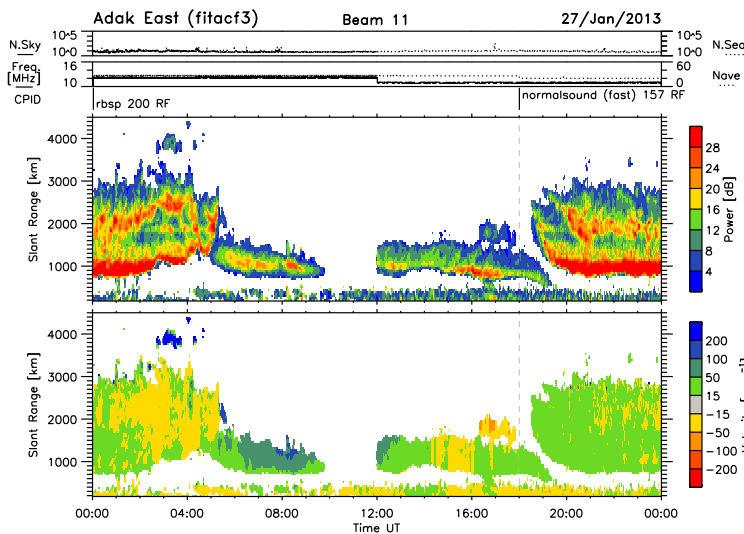 Adak East (fitacf3) Beam 11 27/Jan/2013
N.Sky 10^5 10^0 10^5 10^0 N.Sea
Freq. [MHz] 16 10 60 0 Nave
CPID rbsp 200 RF normalsound (fast) 157 RF
Slant Range [km] 4000 3000 2000 1000
28 24 20 16 12 8 4 Power [dB]
Slant Range [km] 4000 3000 2000 1000
200 100 50 15 -15 -50 -100 -200
00:00 04:00 08:00 12:00 16:00 20:00 00:00
Time UT